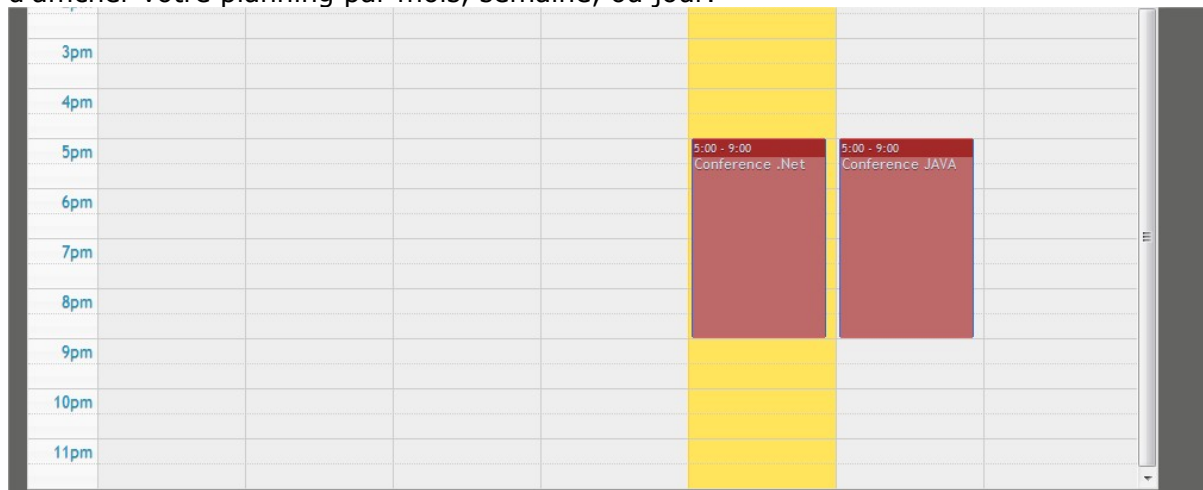 d'afficher votre planning par mois, semaine, ou jour.
3pm
4pm
5pm
5:00 - 9:00
Conference .Net
5:00 - 9:00
Conference JAVA
6pm
7pm
8pm
9pm
10pm
11pm